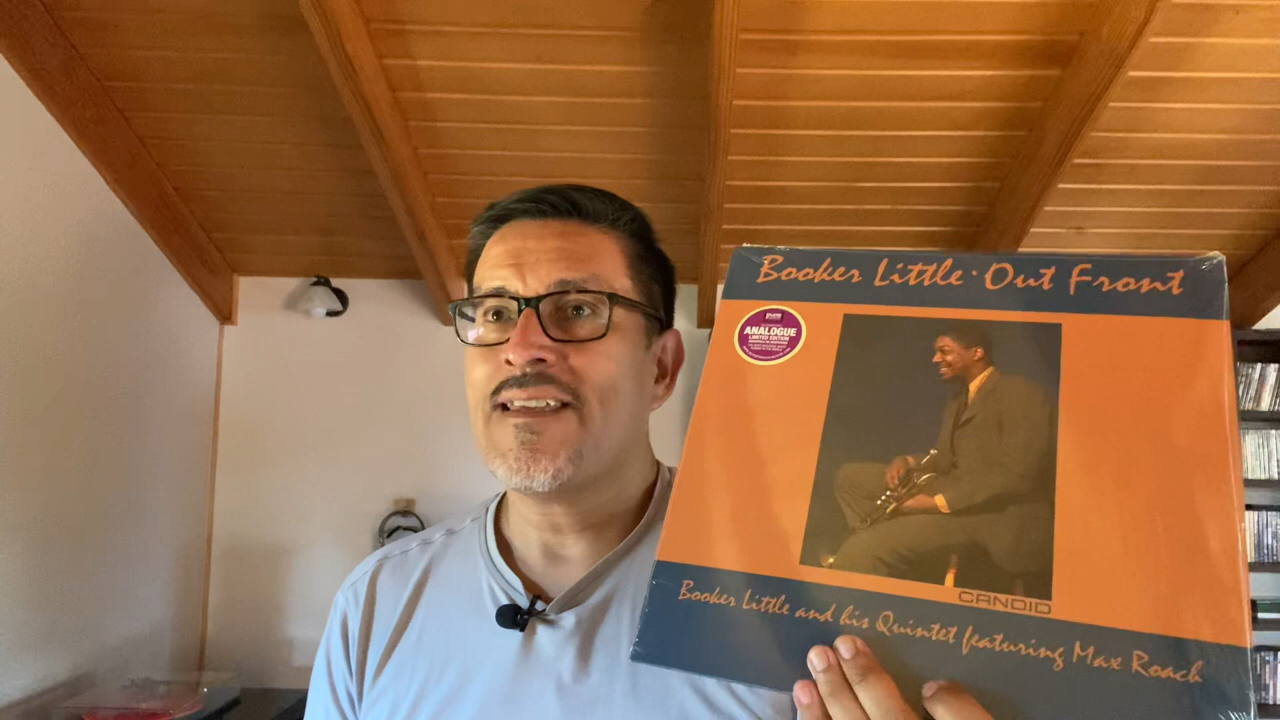 Booker Little · Out Front
ANALOGUE
LIMITED EDITION
CANDID
Booker Little and his Quintet featuring Max Roach